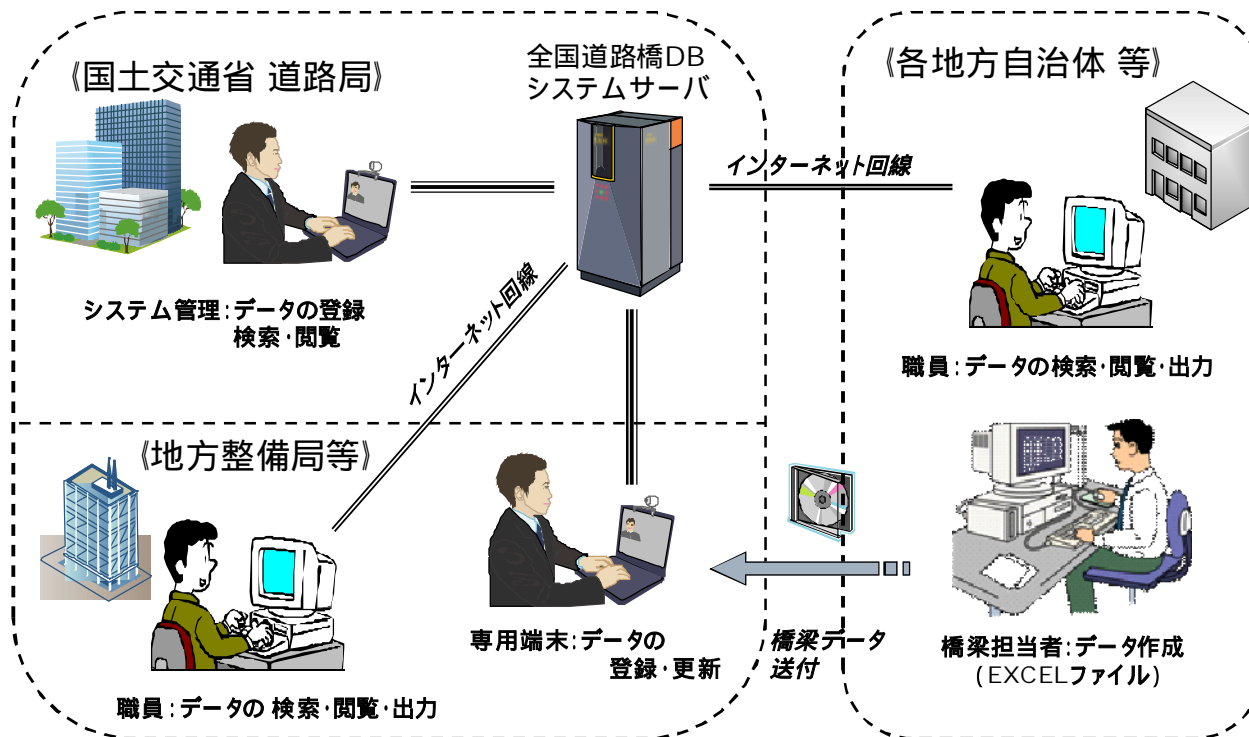 《国土交通省 道路局》
全国道路橋DB
システムサーバ
《各地方自治体 等》
インターネット回線
システム管理:データの登録
検索・閲覧
インターネット回線
職員:データの検索・閲覧・出力
《地方整備局等》
専用端末:データの
登録・更新
橋梁データ
送付
橋梁担当者:データ作成
(EXCELファイル)
職員:データの 検索・閲覧・出力